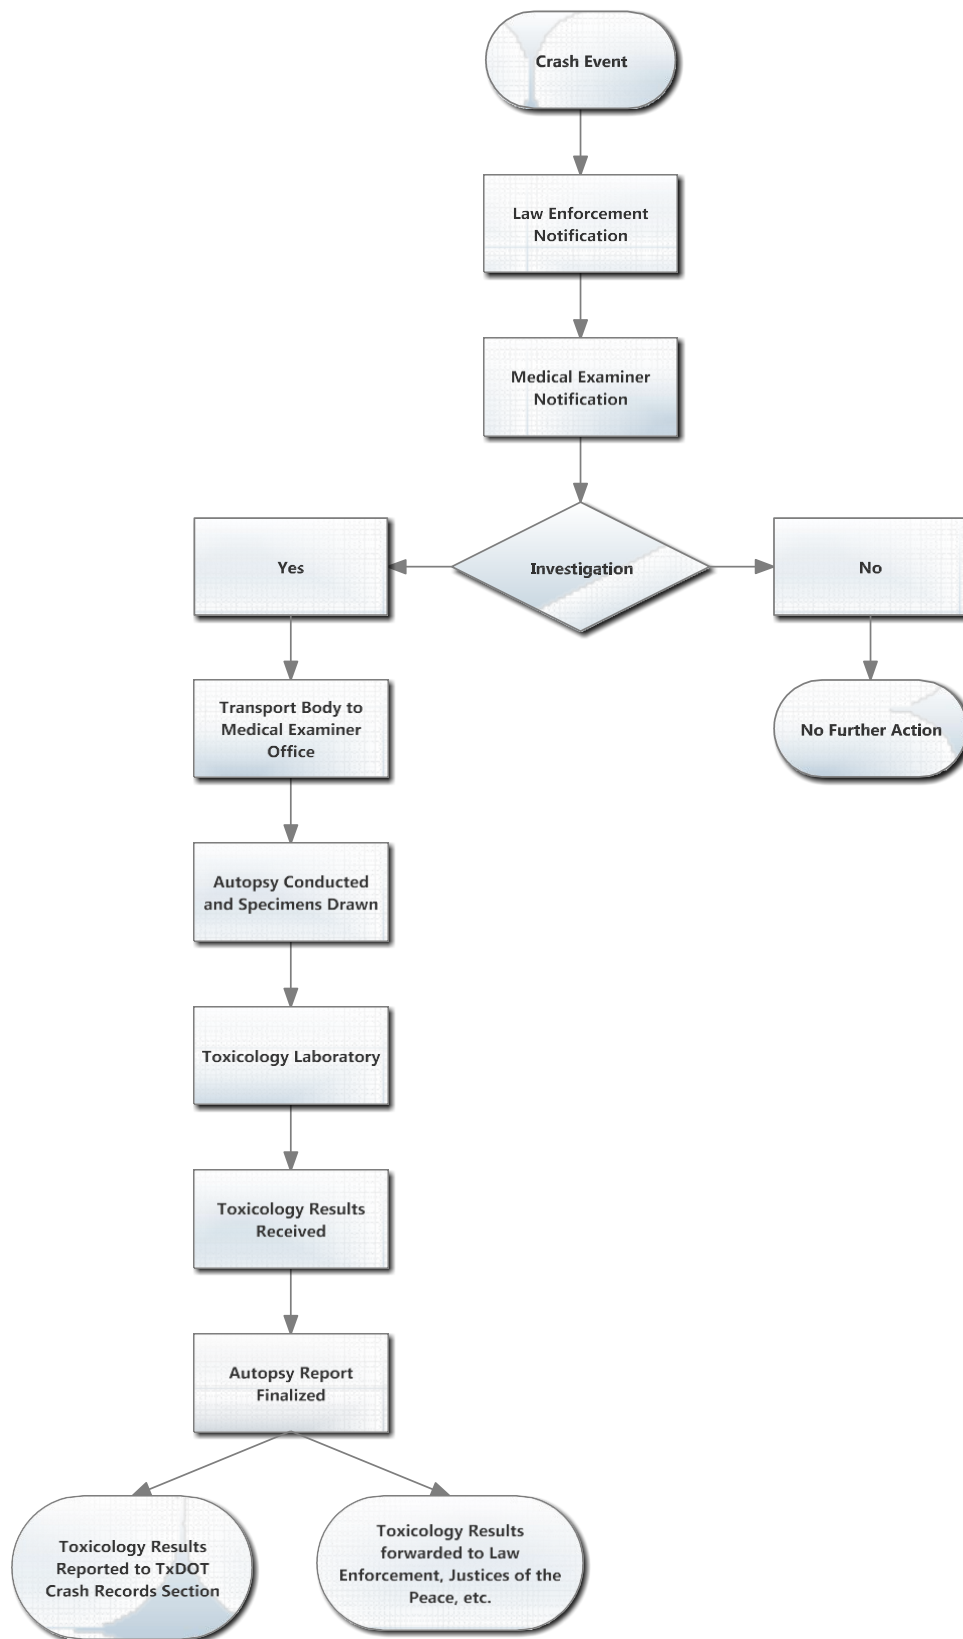 Crash Event
Law Enforcement
Notification
Medical Examiner
Notification
Yes
Investigation
No
Transport Body to
Medical Examiner
Office
No Further Action
Autopsy Conducted
and Specimens Drawn
Toxicology Laboratory
Toxicology Results
Received
Autopsy Report
Finalized
Toxicology Results
Reported to TxDOT
Crash Records Section
Toxicology Results
forwarded to Law
Enforcement, Justices of the
Peace, etc.